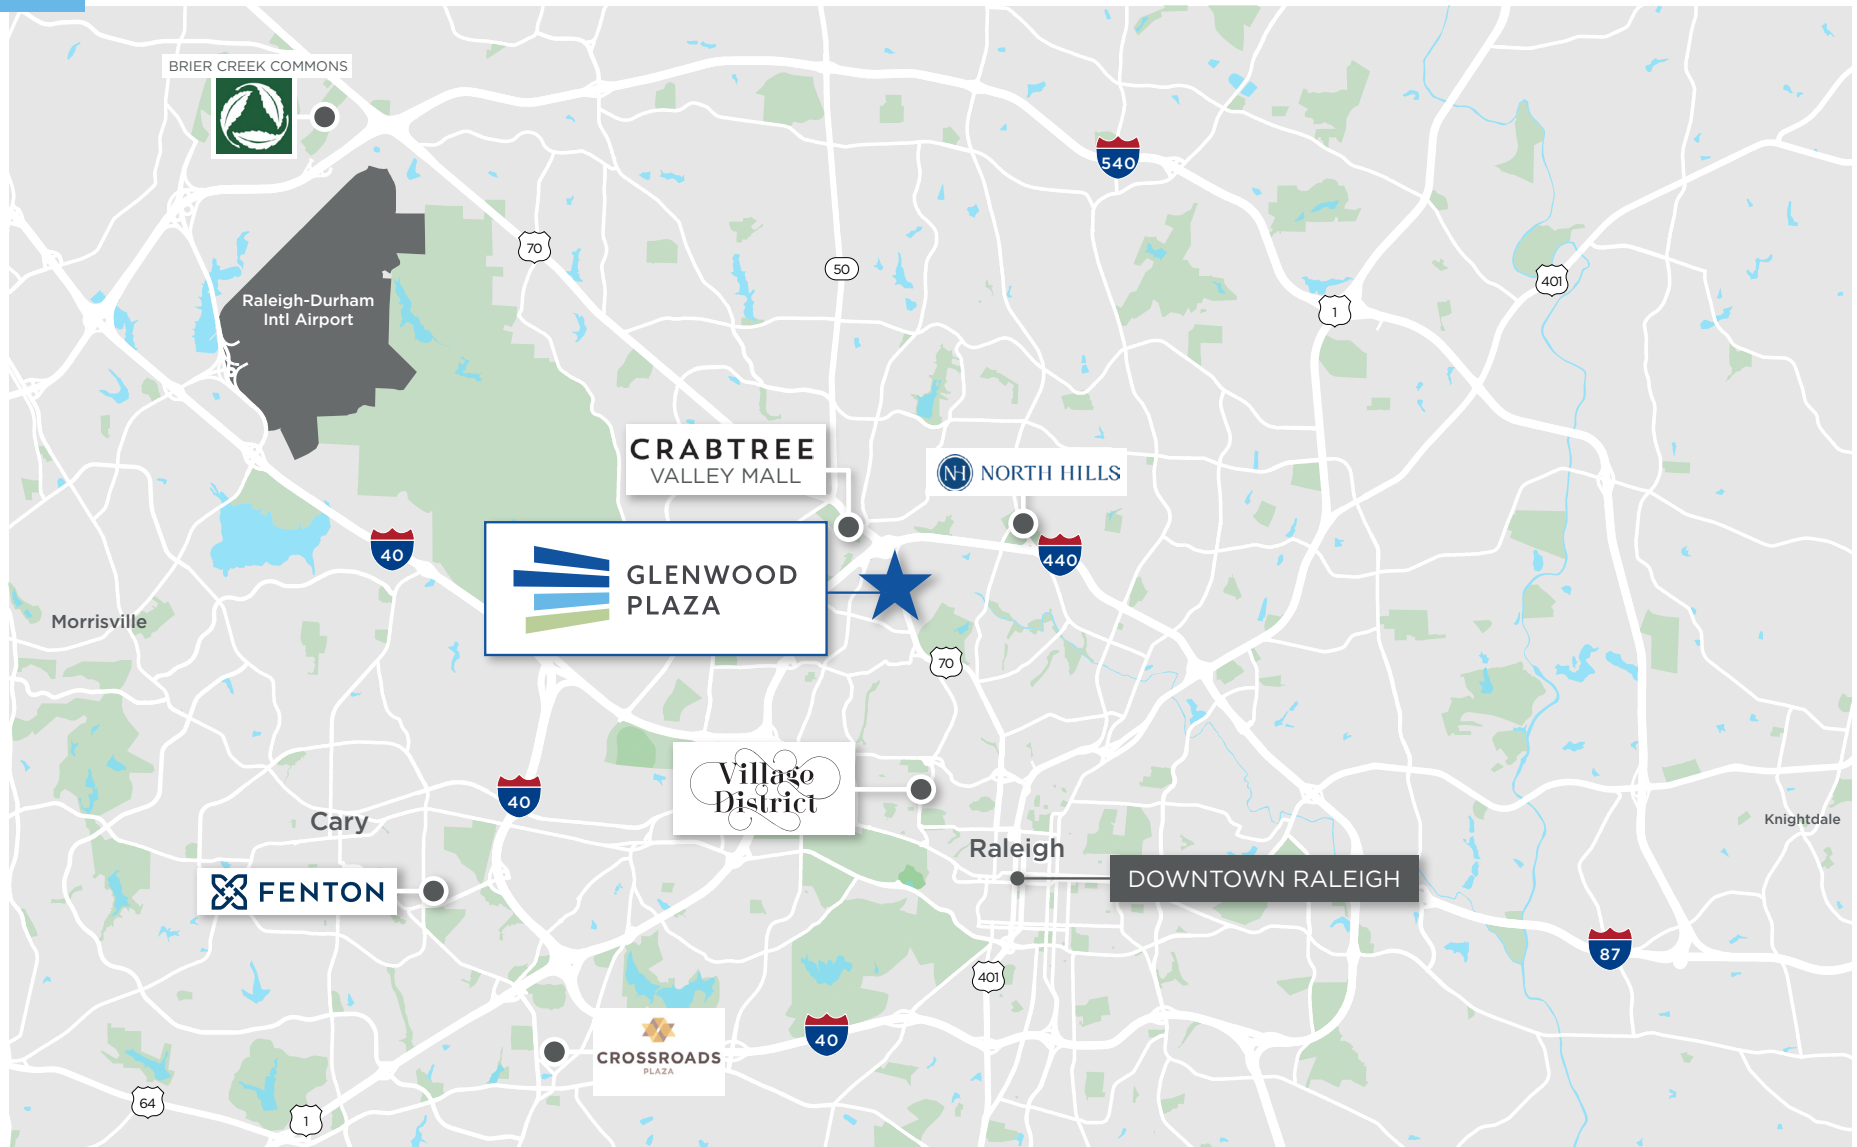 BRIER CREEK COMMONS
540
70
50
401
Raleigh-Durham
Intl Airport
1
CRABTREE
VALLEY MALL
NH NORTH HILLS
40
440
GLENWOOD
PLAZA
Morrisville
70
Village
District
40
Cary
Knightdale
Raleigh
DOWNTOWN RALEIGH
FENTON
87
401
40
CROSSROADS
PLAZA
64
1